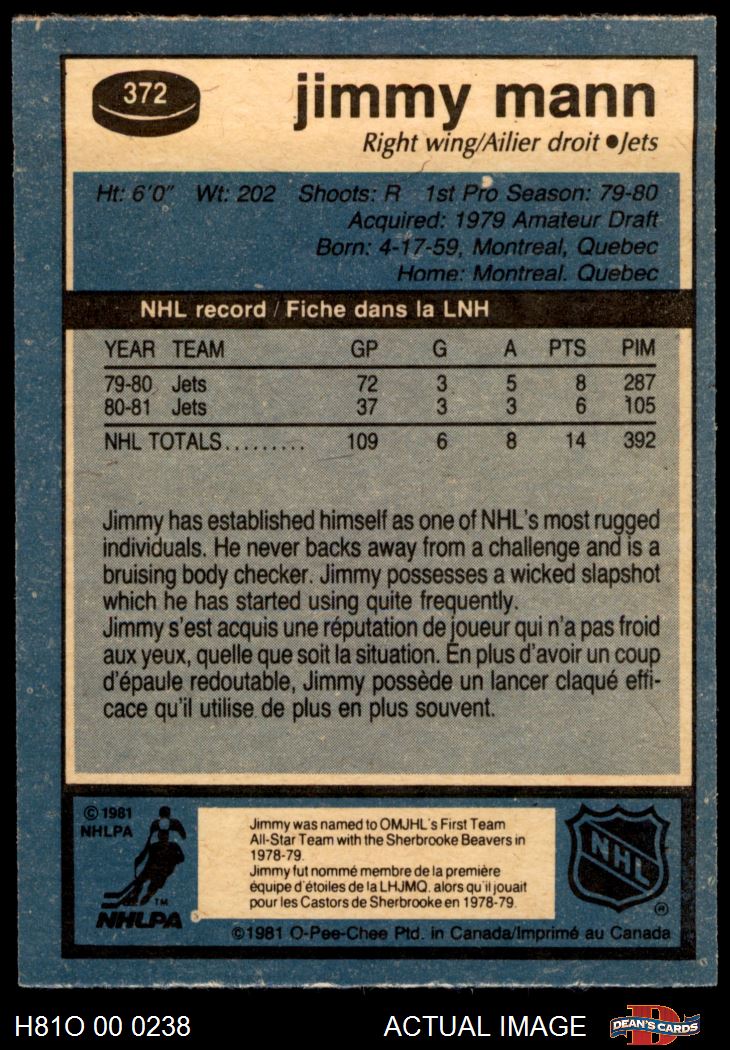 372
jimmy mann
Right wing/Ailier droit ●Jets
Ht: 6'0" Wt: 202 Shoots: R 1st Pro Season: 79-80
Acquired: 1979 Amateur Draft
Born: 4-17-59, Montreal, Quebec
Home: Montreal. Quebec
NHL record / Fiche dans la LNH
YEAR TEAM GP G A PTS PIM
79-80 Jets 72 3 5 8 287
80-81 Jets 37 3 3 6 105
NHL TOTALS......... 109 6 8 14 392
Jimmy has established himself as one of NHL's most rugged
individuals. He never backs away from a challenge and is a
bruising body checker. Jimmy possesses a wicked slapshot
which he has started using quite frequently.
Jimmy s'est acquis une réputation de joueur qui n'a pas froid
aux yeux, quelle que soit la situation. En plus d'avoir un coup
d'épaule redoutable, Jimmy possède un lancer claqué effi-
cace qu'il utilise de plus en plus souvent.
© 1981
NHLPA
TM
NHLPA
Jimmy was named to OMJHL's First Team
All-Star Team with the Sherbrooke Beavers in
1978-79.
Jimmy fut nommé membre de la première
équipe d'étoiles de la LHJMQ. alors qu'il jouait
pour les Castors de Sherbrooke en 1978-79.
NHL
®
©1981 O-Pee-Chee Ptd. in Canada/Imprimé au Canada
H81O 00 0238 ACTUAL IMAGE
D
DEAN'S CARDS